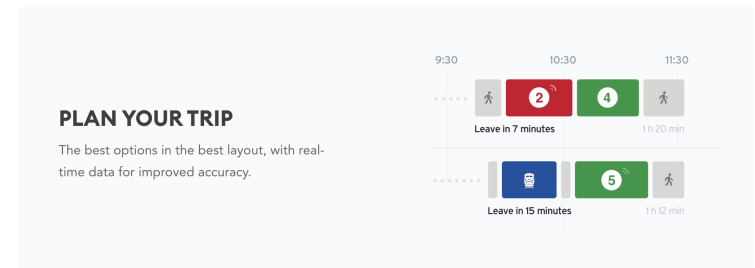 9:30 10:30 11:30
2 4
Leave in 7 minutes 1 h 20 min
PLAN YOUR TRIP
The best options in the best layout, with real-
time data for improved accuracy.
5
Leave in 15 minutes 1 h 12 min